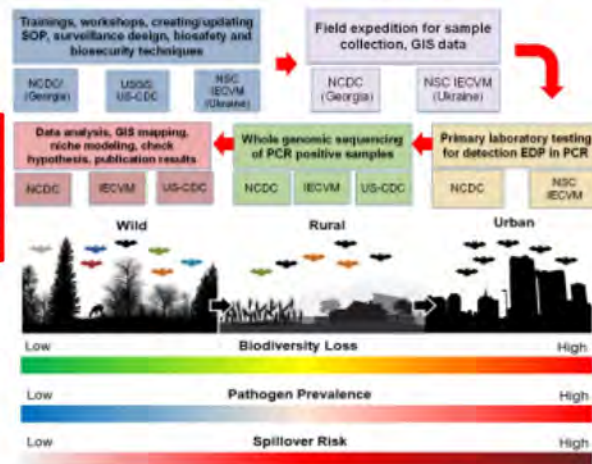 Trainings, workshops, creating/updating
SOP, surveillance design, biosafety and
biosecurity techniques
NCDC/
(Georgia)
USGS/
US-CDC
NSC
IECVM
(Ukraine)
Field expedition for sample
collection, GIS data
NCDC
(Georgia)
NSC IECVM
(Ukraine)
Data analysis, GIS mapping,
niche modeling, check
hypothesis, publication results
NCDC
IECVM
US-CDC
Whole genomic sequencing
of PCR positive samples
NCDC
IECVM
US-CDC
Primary laboratory testing
for detection EDP in PCR
NCDC
NSC
IECVM
Wild
Rural
Urban
Low
Biodiversity Loss
High
Low
Pathogen Prevalence
High
Low
Spillover Risk
High